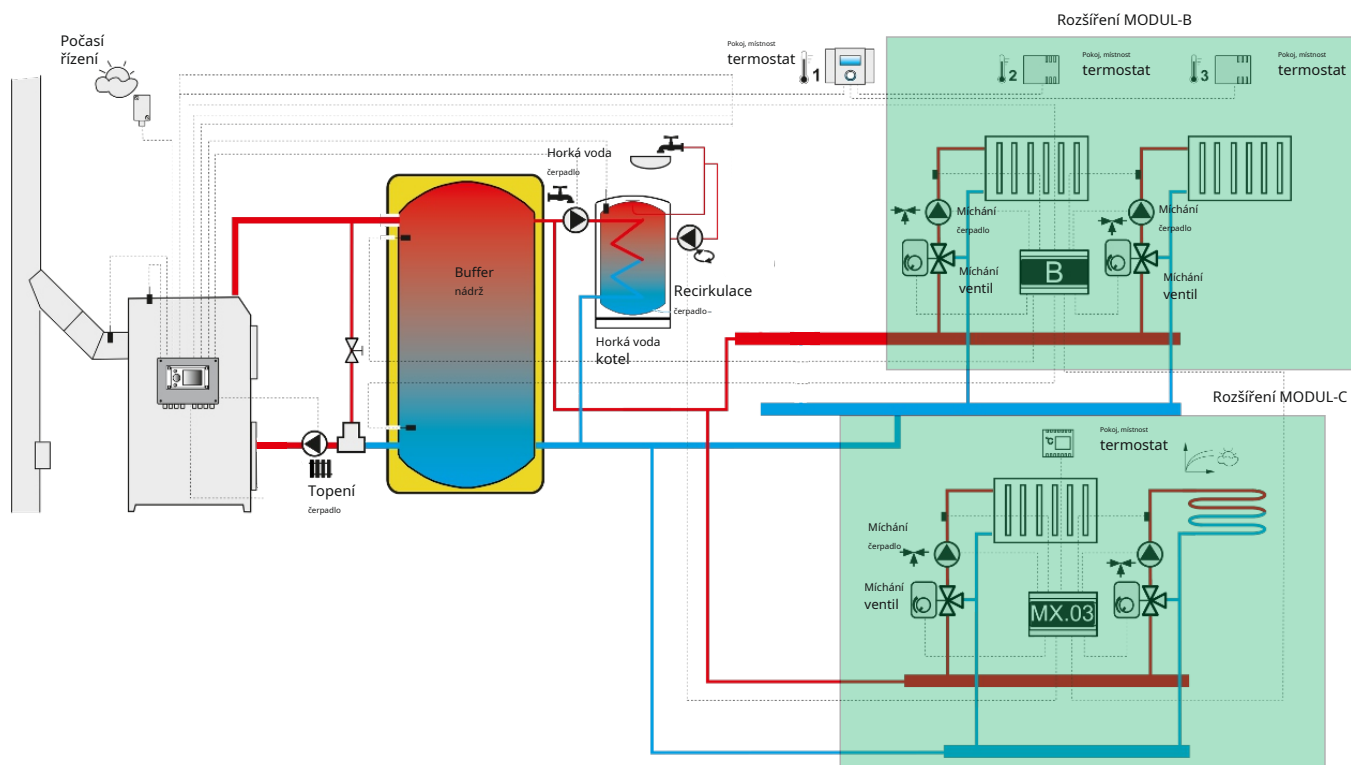 Rozšíření MODUL-B
Počasí
řízení
Pokoj, místnost
termostat
1
2
Pokoj, místnost
termostat
3
Pokoj, místnost
termostat
Horká voda
čerpadlo
Míchání
čerpadlo
Míchání
čerpadlo
Buffer
nádrž
B
Míchání
ventil
Míchání
ventil
Recirkulace
čerpadlo–
Horká voda
kotel
Rozšíření MODUL-C
°C
Pokoj, místnost
termostat
Topení
čerpadlo
Míchání
čerpadlo
Míchání
ventil
MX.03